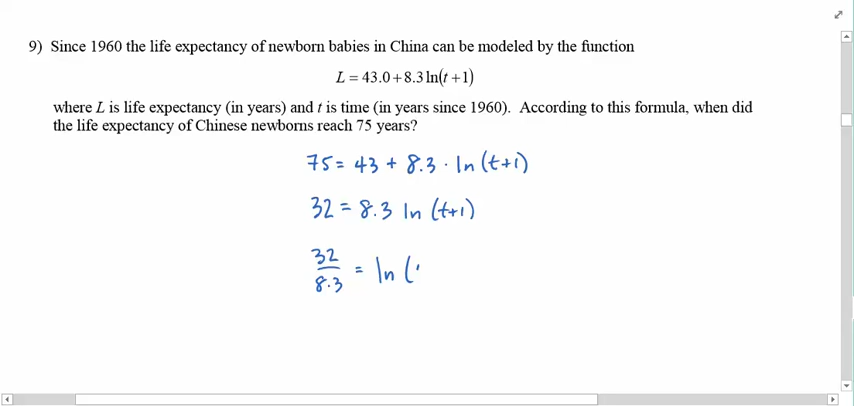 9) Since 1960 the life expectancy of newborn babies in China can be modeled by the function
L = 43.0 + 8.3 ln(t + 1)
where L is life expectancy (in years) and t is time (in years since 1960). According to this formula, when did
the life expectancy of Chinese newborns reach 75 years?
75 = 43 + 8.3 · ln (t+1)
32 = 8.3 ln (t+1)
32/8.3 = ln (